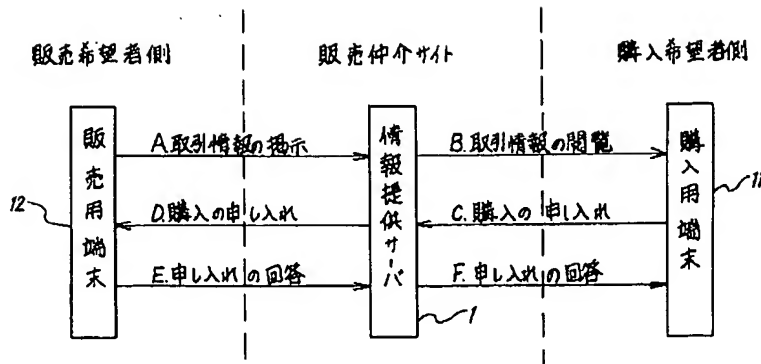 販売希望者側
販売仲介サイト
購入希望者側
販売用端末
情報提供サーバ
購入用端末
A.取引情報の掲示
B.取引情報の閲覧
D.購入の申し入れ
C.購入の申し入れ
E.申し入れの回答
F.申し入れの回答
12
1
11